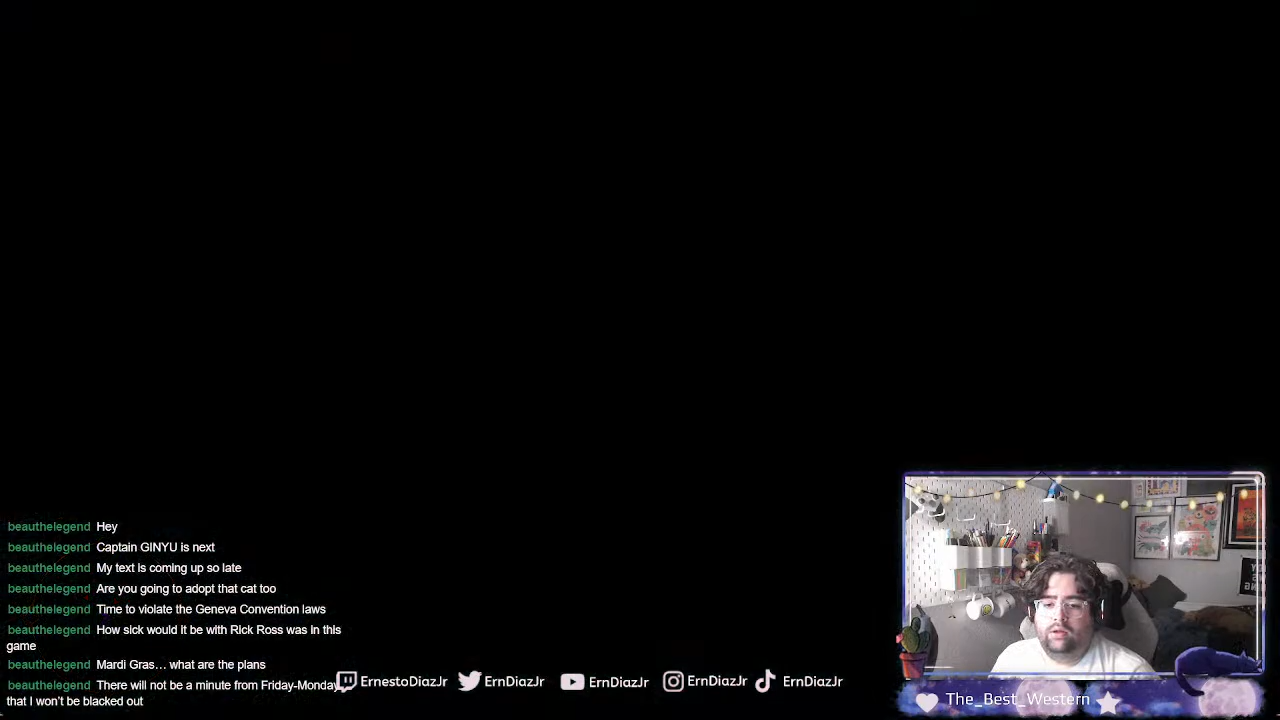 beauthelegend Hey
beauthelegend Captain GINYU is next
beauthelegend My text is coming up so late
beauthelegend Are you going to adopt that cat too
beauthelegend Time to violate the Geneva Convention laws
beauthelegend How sick would it be with Rick Ross was in this
game
beauthelegend Mardi Gras… what are the plans
beauthelegend There will not be a minute from Friday-Monday
that I won't be blacked out
ErnestoDiazJr ErnDiazJr ErnDiazJr ErnDiazJr ErnDiazJr
The_Best_Western